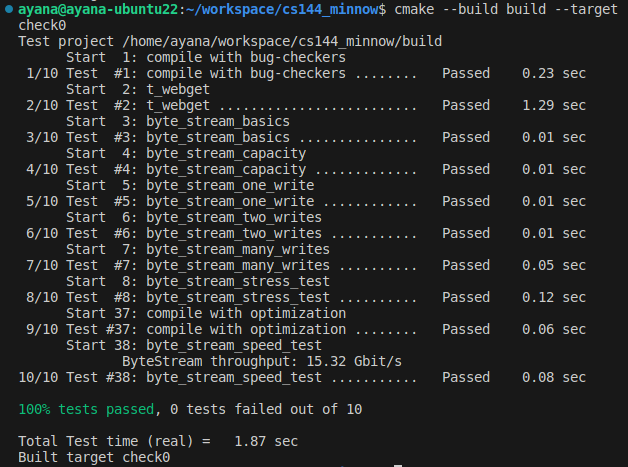 ayana@ayana-ubuntu22:~/workspace/cs144_minnow$ cmake --build build --target
check0
Test project /home/ayana/workspace/cs144_minnow/build
      Start  1: compile with bug-checkers
 1/10 Test  #1: compile with bug-checkers ........   Passed    0.23 sec
      Start  2: t_webget
 2/10 Test  #2: t_webget .........................   Passed    1.29 sec
      Start  3: byte_stream_basics
 3/10 Test  #3: byte_stream_basics ...............   Passed    0.01 sec
      Start  4: byte_stream_capacity
 4/10 Test  #4: byte_stream_capacity .............   Passed    0.01 sec
      Start  5: byte_stream_one_write
 5/10 Test  #5: byte_stream_one_write ............   Passed    0.01 sec
      Start  6: byte_stream_two_writes
 6/10 Test  #6: byte_stream_two_writes ...........   Passed    0.01 sec
      Start  7: byte_stream_many_writes
 7/10 Test  #7: byte_stream_many_writes ..........   Passed    0.05 sec
      Start  8: byte_stream_stress_test
 8/10 Test  #8: byte_stream_stress_test ..........   Passed    0.12 sec
      Start 37: compile with optimization
 9/10 Test #37: compile with optimization ........   Passed    0.06 sec
      Start 38: byte_stream_speed_test
             ByteStream throughput: 15.32 Gbit/s
10/10 Test #38: byte_stream_speed_test ...........   Passed    0.08 sec

100% tests passed, 0 tests failed out of 10

Total Test time (real) =   1.87 sec
Built target check0